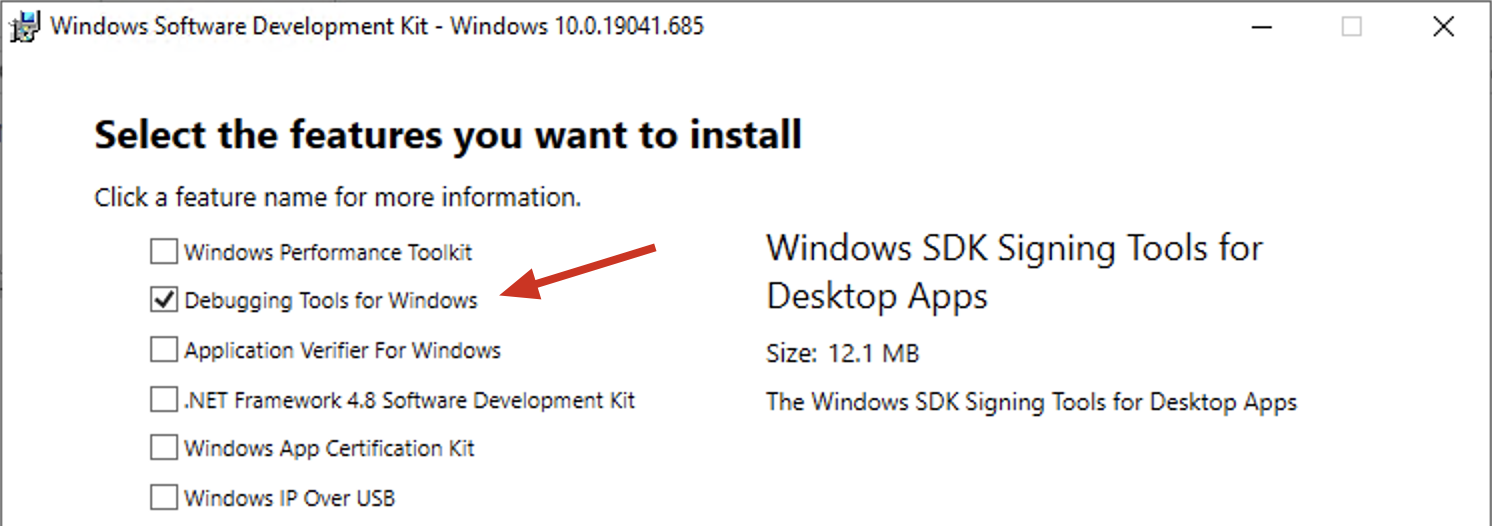 Windows Software Development Kit - Windows 10.0.19041.685
Select the features you want to install
Click a feature name for more information.
Windows Performance Toolkit
Debugging Tools for Windows
Application Verifier For Windows
.NET Framework 4.8 Software Development Kit
Windows App Certification Kit
Windows IP Over USB
Windows SDK Signing Tools for
Desktop Apps
Size: 12.1 MB
The Windows SDK Signing Tools for Desktop Apps